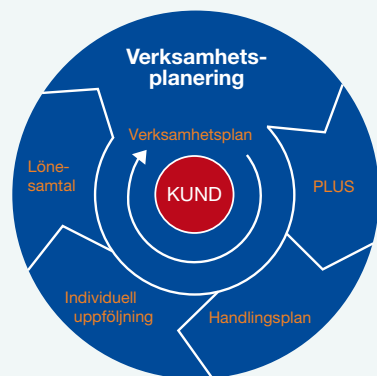 Verksamhets-
planering
Verksamhetsplan
Löne-
samtal
KUND
PLUS
Individuell
uppföljning
Handlingsplan